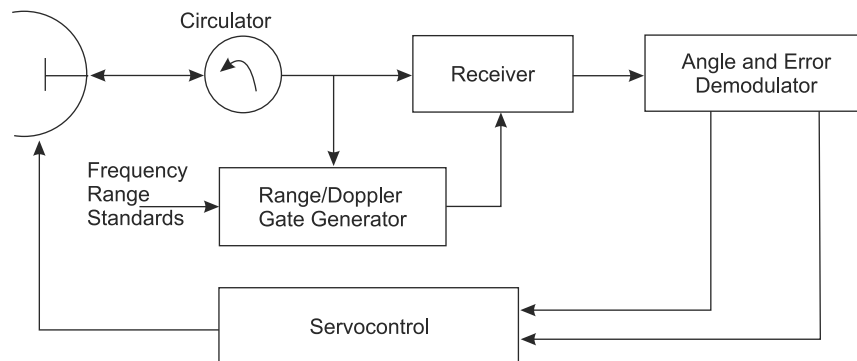 Circulator
Receiver
Angle and Error
Demodulator
Frequency
Range
Standards
Range/Doppler
Gate Generator
Servocontrol